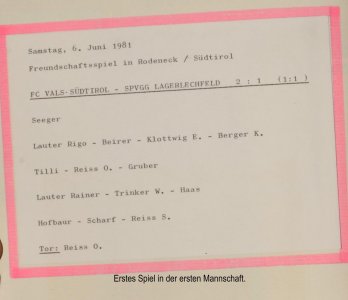 Samstag, 6. Juni 1981
Freundschaftsspiel in Rodeneck / Südtirol
FC VALS-SÜDTIROL - SPVGG LAGERLECHFELD 2 : 1 (1:1 )
Seeger
Lauter Rigo - Beirer - Klottwig E. - Berger K.
Tilli - Reiss O. - Gruber
Lauter Rainer - Trinker W. - Haas
Hofbaur - Scharf - Reiss S.
Tor: Reiss O.
Erstes Spiel in der ersten Mannschaft.